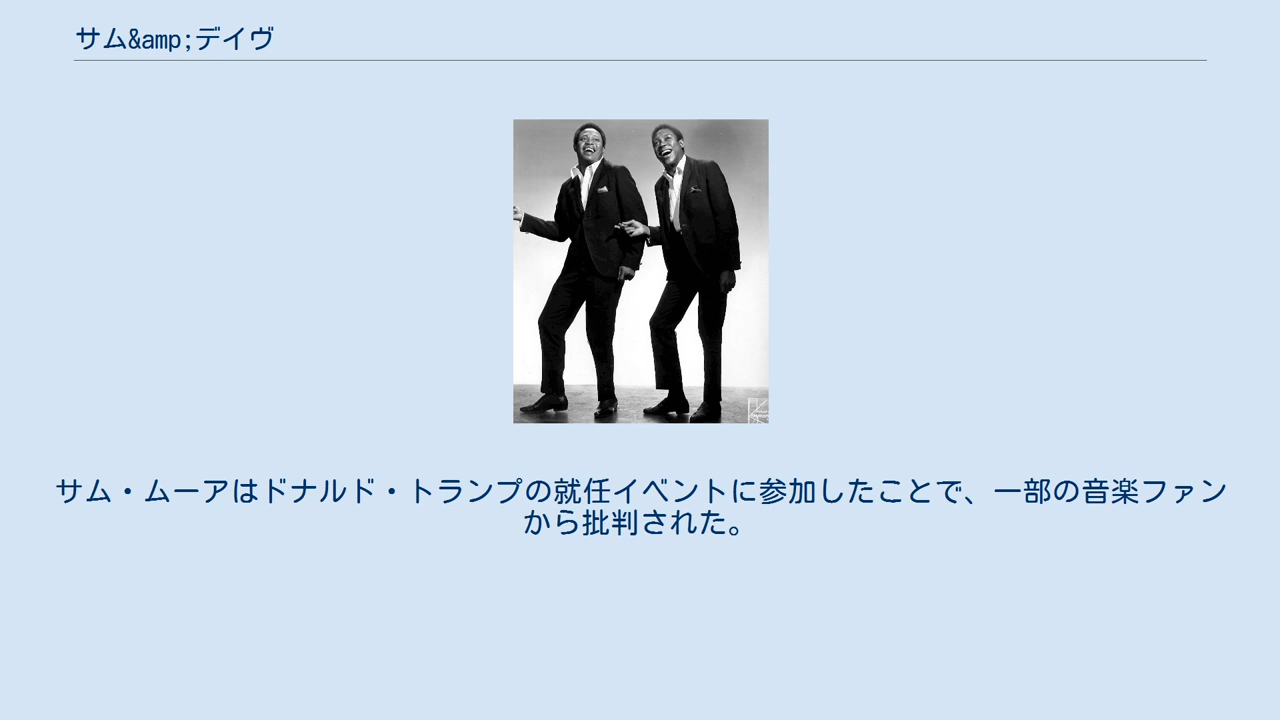 サム&amp;デイヴ
サム・ムーアはドナルド・トランプの就任イベントに参加したことで、一部の音楽ファン
から批判された。